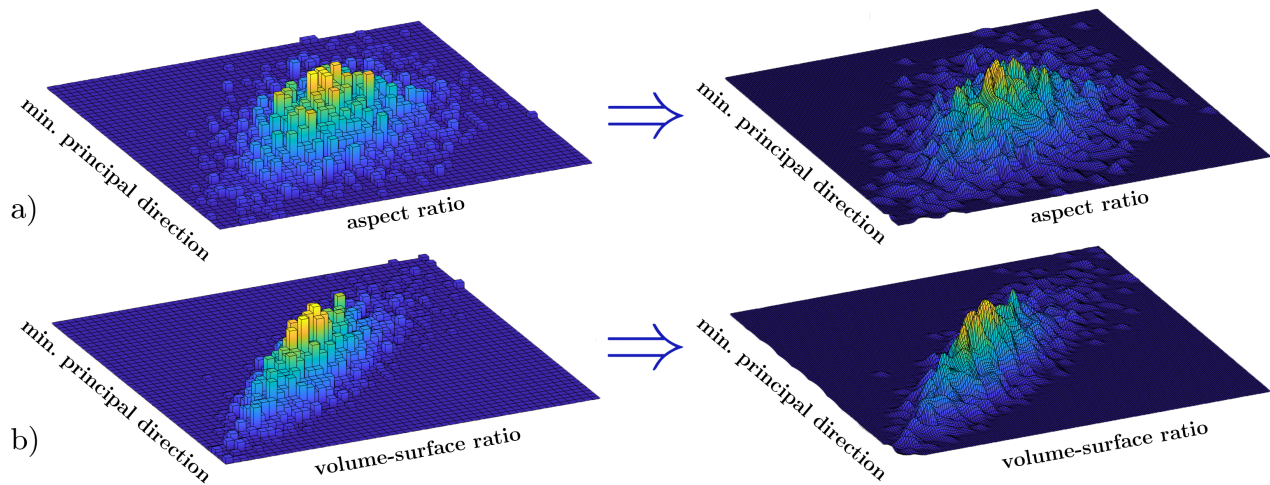 min. principal direction
aspect ratio
min. principal direction
aspect ratio
a)
min. principal direction
volume-surface ratio
min. principal direction
volume-surface ratio
b)